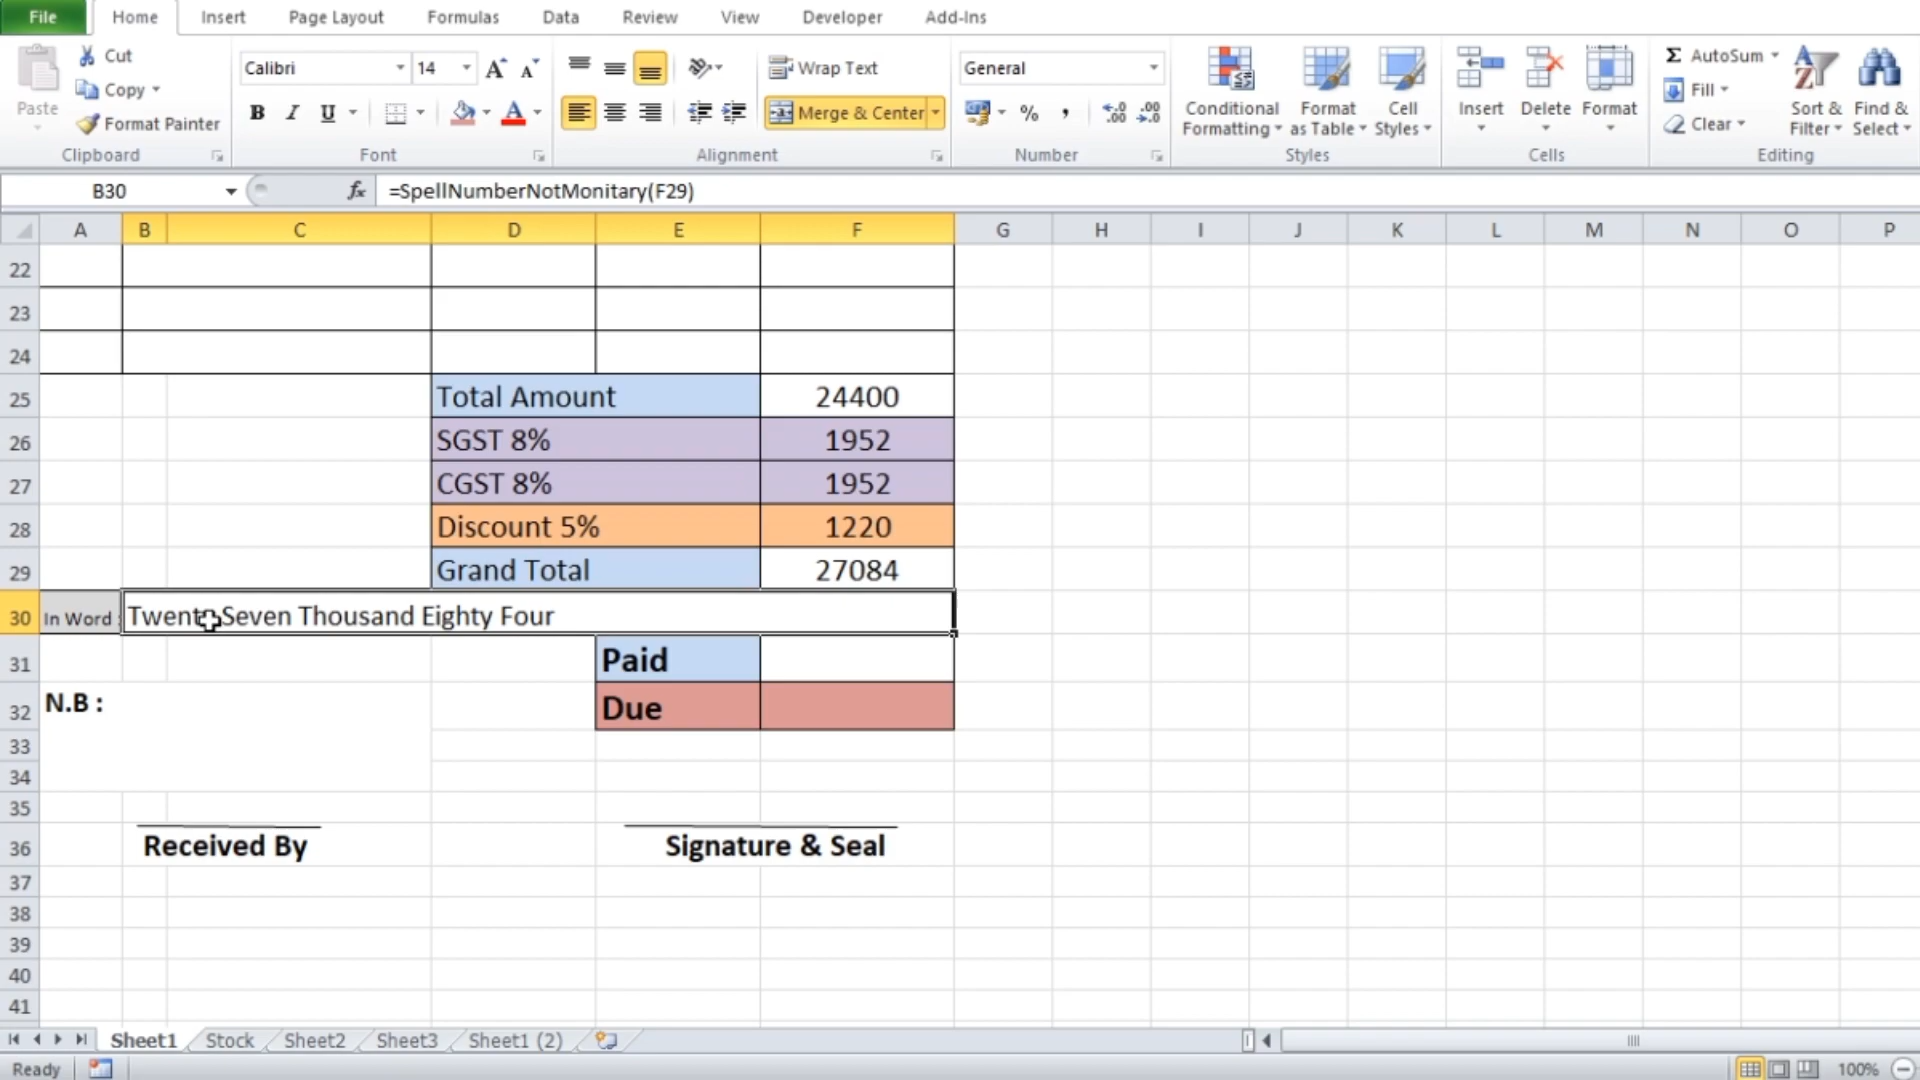 File Home Insert Page Layout Formulas Data Review View Developer Add-Ins
Paste
Cut
Copy
Format Painter
Clipboard
Calibri 14
B I U
Font
Wrap Text
Merge & Center
Alignment
General
% , .00
Number
Conditional Formatting
Format as Table
Cell Styles
Styles
Insert Delete Format
Cells
Σ AutoSum
Fill
Clear
Sort & Filter
Find & Select
Editing
B30 fx =SpellNumberNotMonitary(F29)
A B C D E F G H I J K L M N O P
22
23
24
25 Total Amount 24400
26 SGST 8% 1952
27 CGST 8% 1952
28 Discount 5% 1220
29 Grand Total 27084
30 In Word : Twenty Seven Thousand Eighty Four
31 Paid
32 N.B : Due
33
34
35
36 Received By Signature & Seal
37
38
39
40
41
Sheet1 Stock Sheet2 Sheet3 Sheet1 (2)
Ready 100%